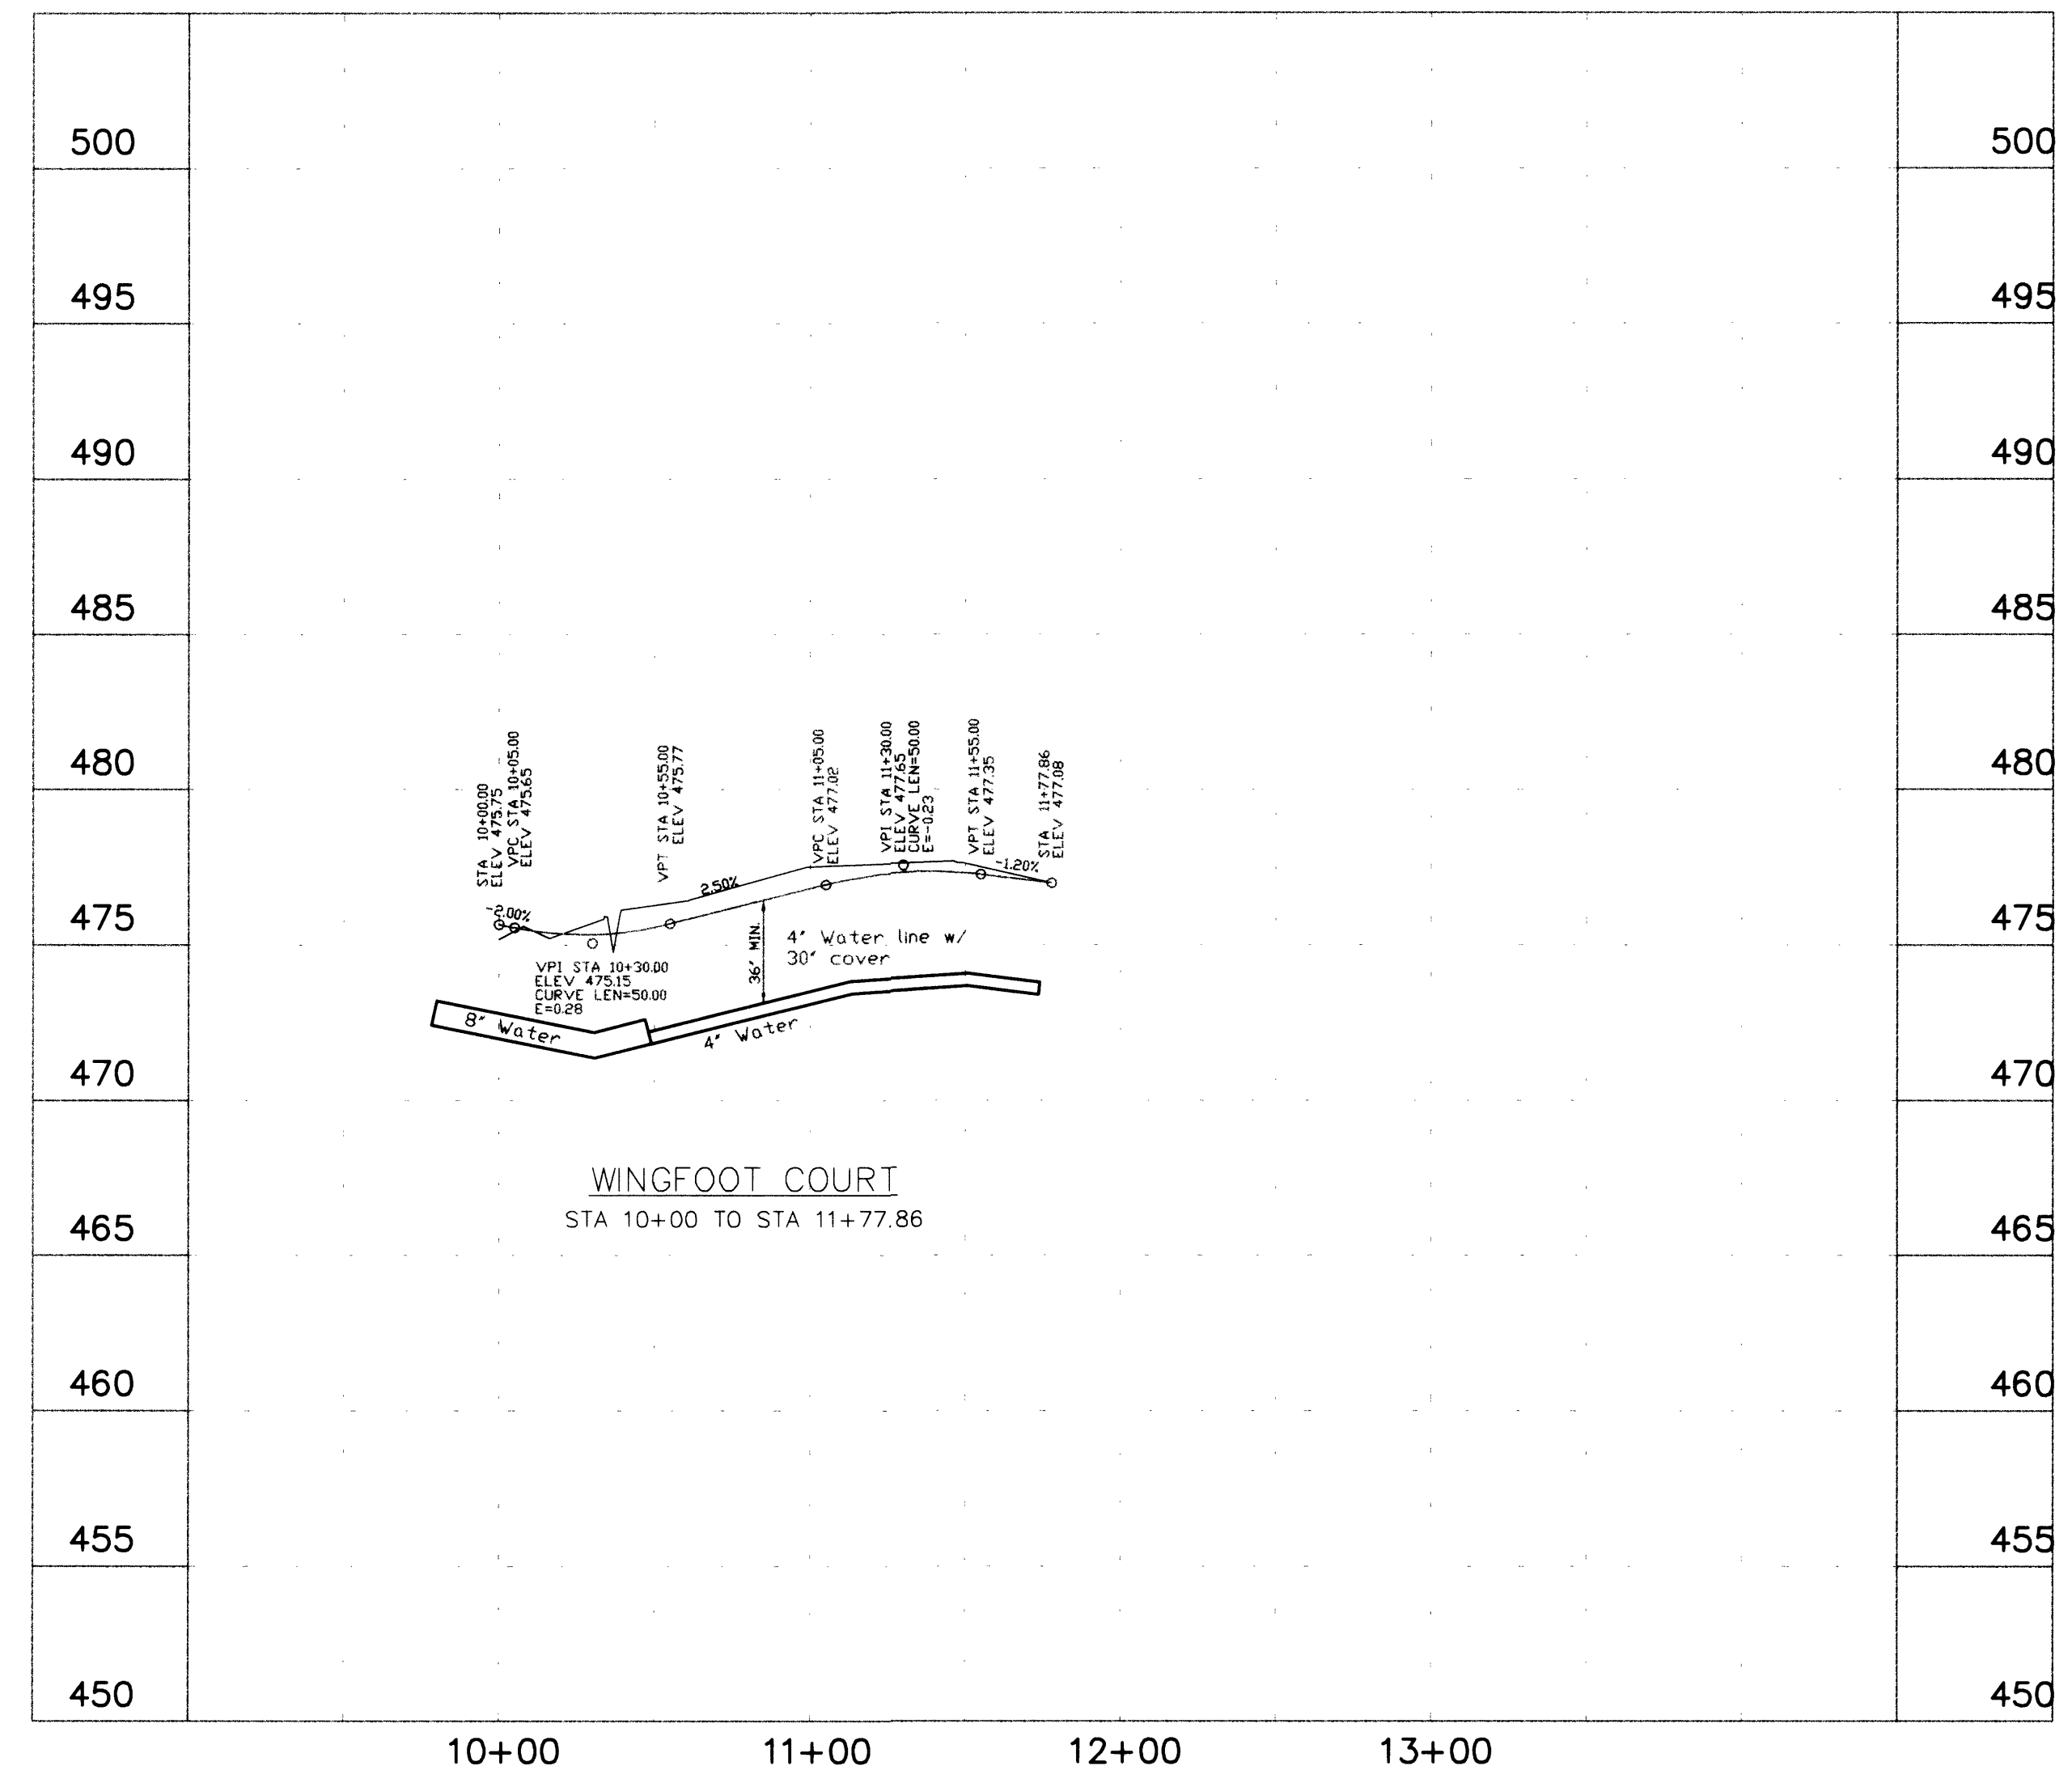 500
500
495
495
490
490
485
485
480
480
475
475
470
470
465
465
460
460
455
455
450
450
STA 10+00.00
ELEV 475.75
VPC STA 10+05.00
ELEV 475.65
VPT STA 10+55.00
ELEV 475.77
VPC STA 11+05.00
ELEV 477.02
VPI STA 11+30.00
ELEV 477.65
CURVE LEN=50.00
E=-0.23
VPT STA 11+55.00
ELEV 477.35
STA 11+77.86
ELEV 477.08
-2.00%
2.50%
-1.20%
VPI STA 10+30.00
ELEV 475.15
CURVE LEN=50.00
E=0.28
36" MIN.
4" Water line w/
30" cover
8" Water
4" Water
WINGFOOT COURT
STA 10+00 TO STA 11+77.86
10+00
11+00
12+00
13+00